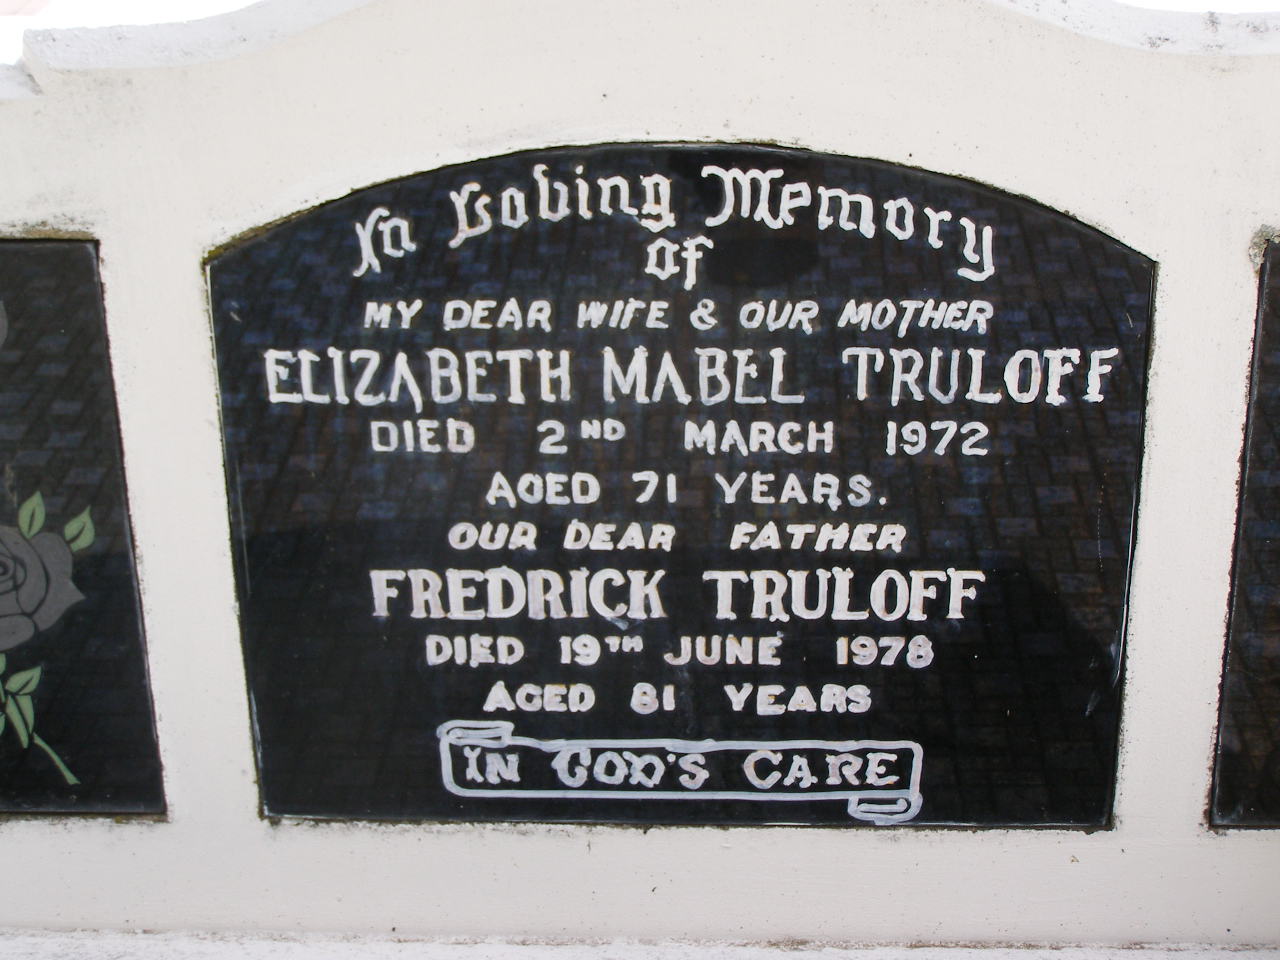 In Loving Memory
of
MY DEAR WIFE & OUR MOTHER
ELIZABETH MABEL TRULOFF
DIED 2ND MARCH 1972
AGED 71 YEARS.
OUR DEAR FATHER
FREDRICK TRULOFF
DIED 19TH JUNE 1978
AGED 81 YEARS
IN GOD'S CARE